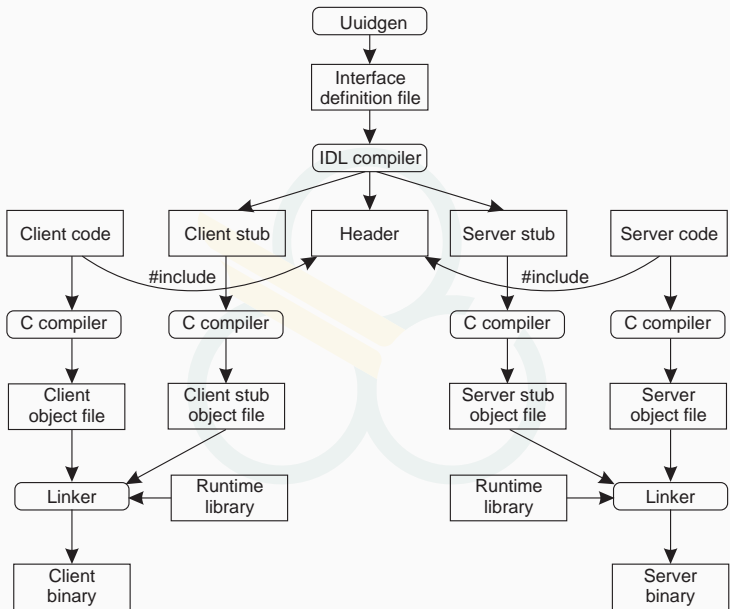 Uuidgen
Interface
definition file
IDL compiler
Client code
Client stub
Header
Server stub
Server code
#include
#include
C compiler
C compiler
C compiler
C compiler
Client
object file
Client stub
object file
Server stub
object file
Server
object file
Linker
Runtime
library
Runtime
library
Linker
Client
binary
Server
binary